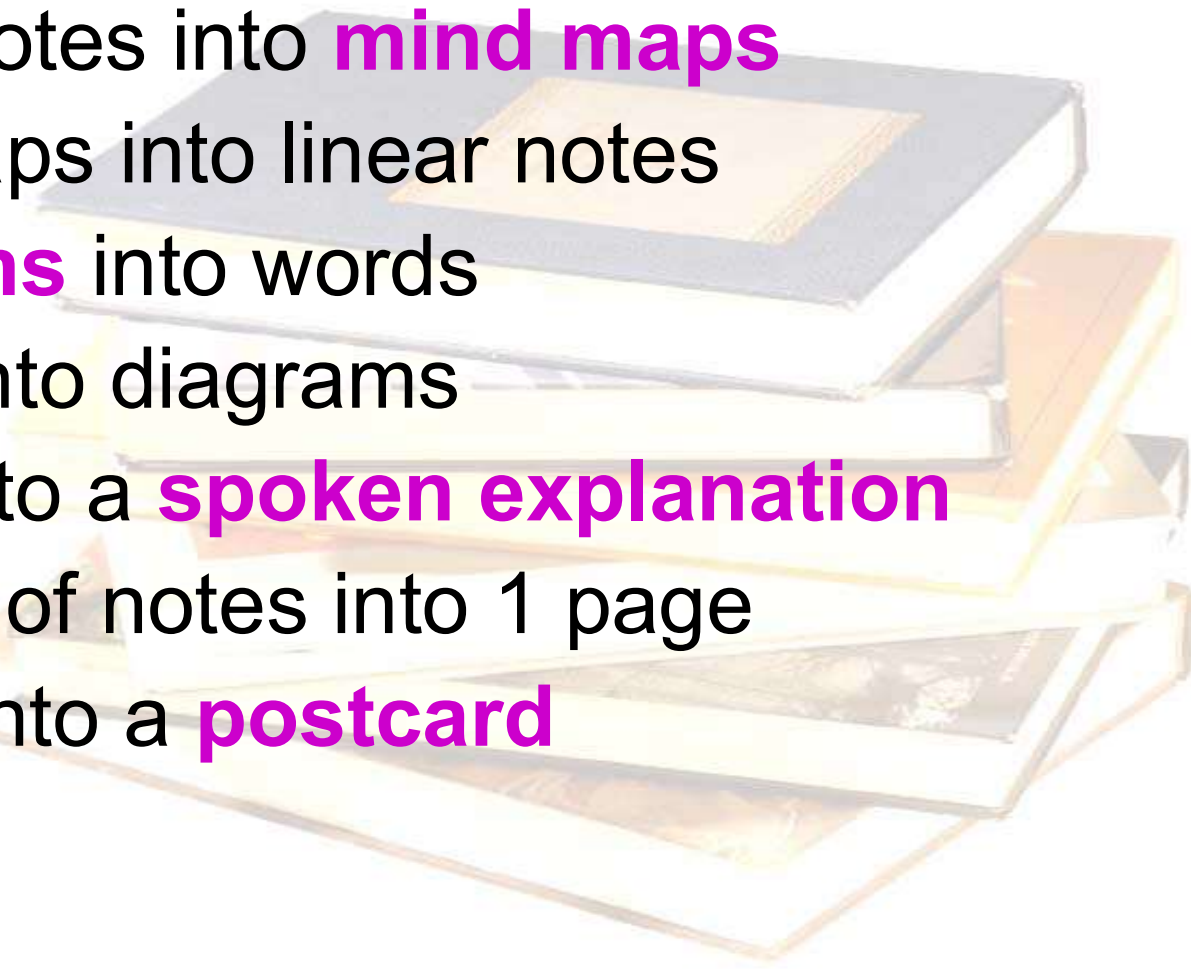 otes into mind maps
ps into linear notes
ns into words
nto diagrams
to a spoken explanation
of notes into 1 page
nto a postcard